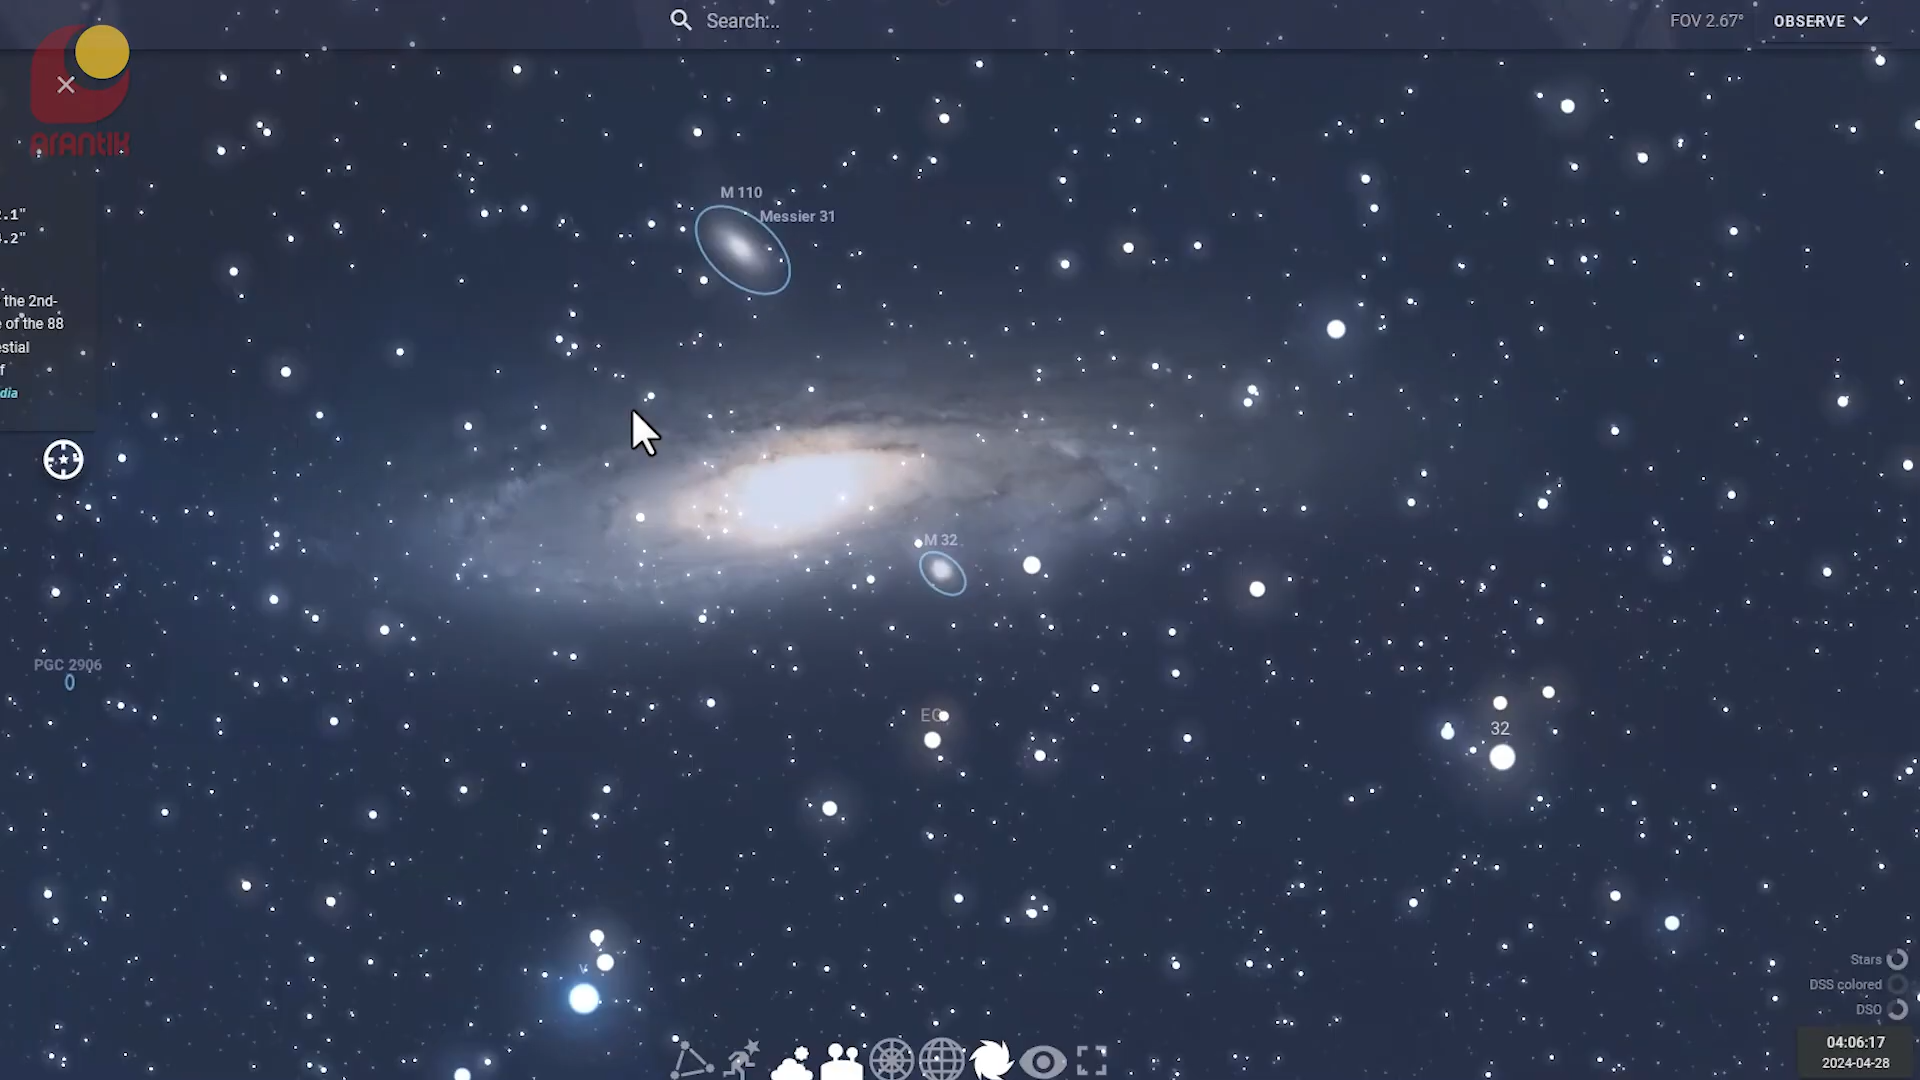 Search...
FOV 2.67°
OBSERVE
 arantik
M 110
Messier 31
.1"
.2"
the 2nd-
of the 88
estial
f
dia
M 32
PGC 2906
EG
32
ν
Stars
DSS colored
DSO
04:06:17
2024-04-28